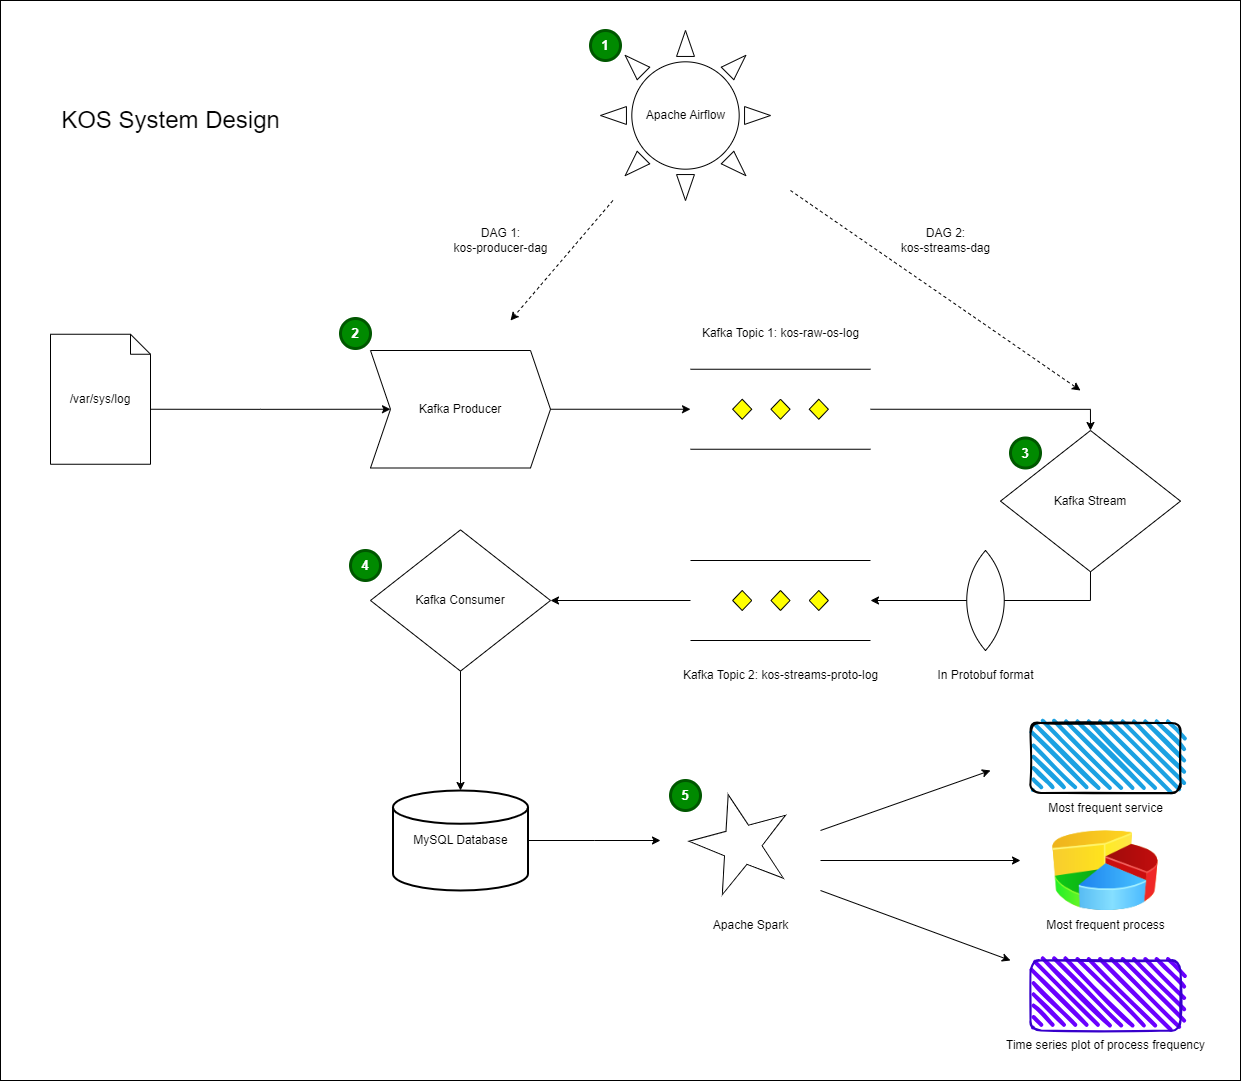 1
Apache Airflow
KOS System Design
DAG 1:
kos-producer-dag
DAG 2:
kos-streams-dag
2
Kafka Topic 1: kos-raw-os-log
/var/sys/log
Kafka Producer
3
Kafka Stream
4
Kafka Consumer
Kafka Topic 2: kos-streams-proto-log
In Protobuf format
5
MySQL Database
Apache Spark
Most frequent service
Most frequent process
Time series plot of process frequency